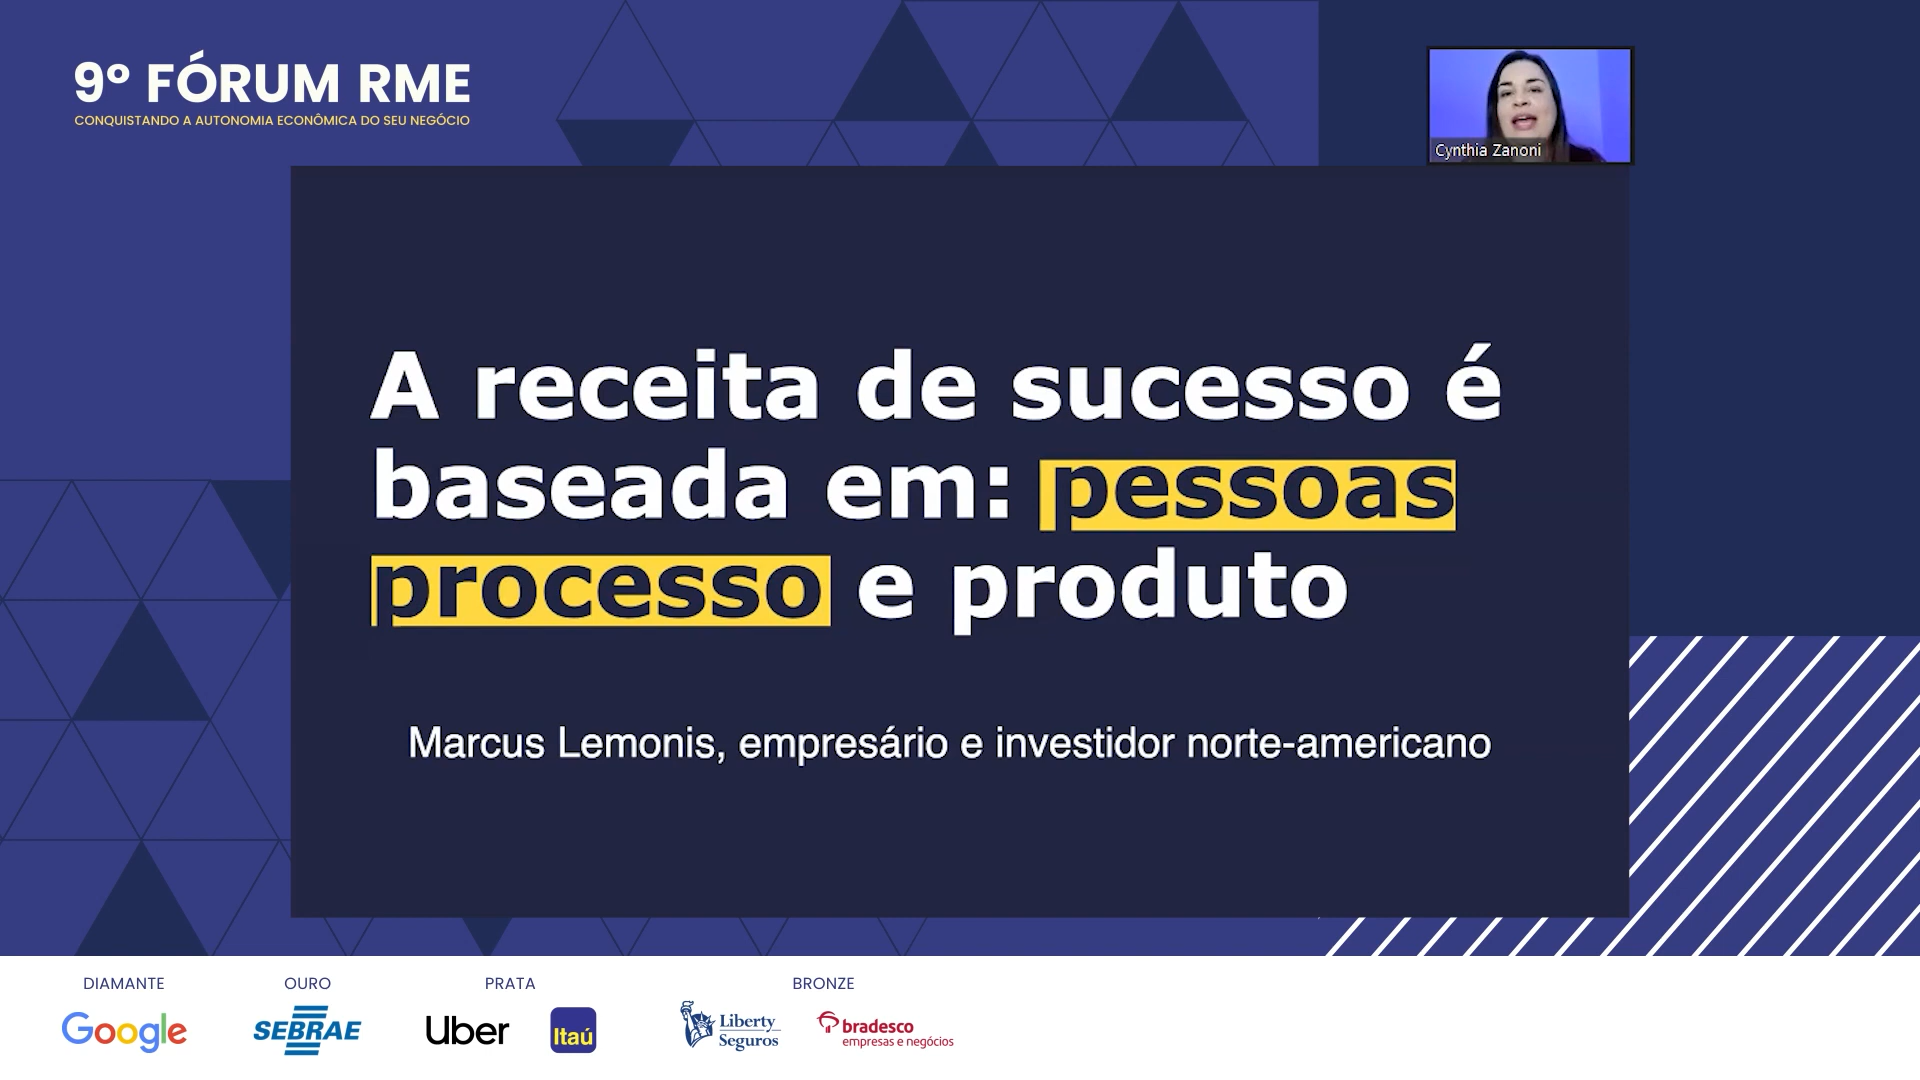 9º FÓRUM RME
CONQUISTANDO A AUTONOMIA ECONÔMICA DO SEU NEGÓCIO
Cynthia Zanoni
A receita de sucesso é
baseada em: pessoas
processo e produto
Marcus Lemonis, empresário e investidor norte-americano
DIAMANTE
OURO
PRATA
BRONZE
Google
SEBRAE
Uber
Itaú
Liberty
Seguros
bradesco
empresas e negócios